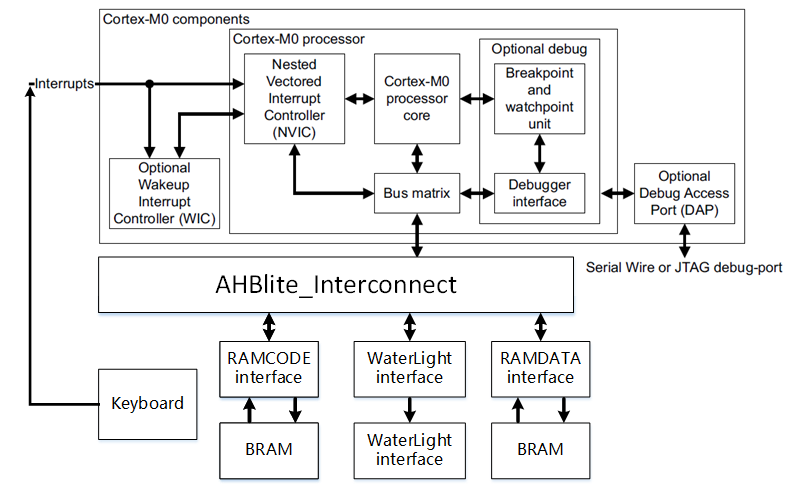 Cortex-M0 components
Cortex-M0 processor
Optional debug
Interrupts
Nested
Vectored
Interrupt
Controller
(NVIC)
Cortex-M0
processor
core
Breakpoint
and
watchpoint
unit
Optional
Wakeup
Interrupt
Controller (WIC)
Bus matrix
Debugger
interface
Optional
Debug Access
Port (DAP)
Serial Wire or JTAG debug-port
AHBlite_Interconnect
RAMCODE
interface
WaterLight
interface
RAMDATA
interface
Keyboard
BRAM
WaterLight
interface
BRAM